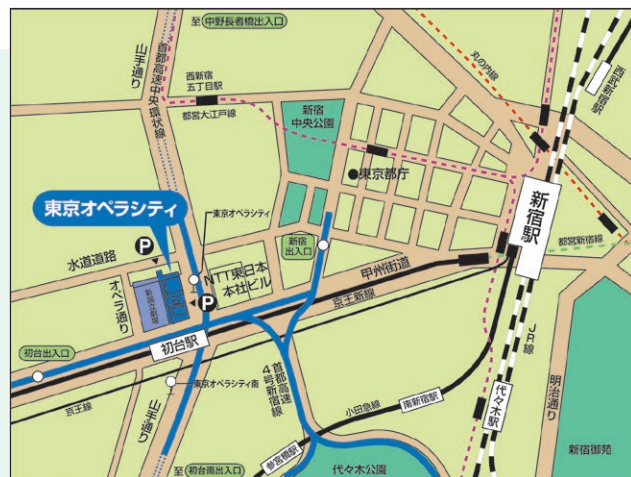 至 中野長者橋出入口
山手通り
首都高速中央環状線
西新宿
五丁目駅
都営大江戸線
新宿
中央公園
丸の内線
西武新宿駅
東京都庁
新宿駅
東京オペラシティ
東京オペラシティ
P
水道道路
新宿
出入口
甲州街道
都営新宿線
オペラ通り
新国立劇場
P
NTT東日本
本社ビル
京王新線
初台駅
初台出入口
JR線
明治通り
京王線
東京オペラシティ南
山手通り
首都高速
4号新宿線
小田急線
南新宿駅
代々木駅
参宮橋駅
至 初台南出入口
代々木公園
新宿御苑